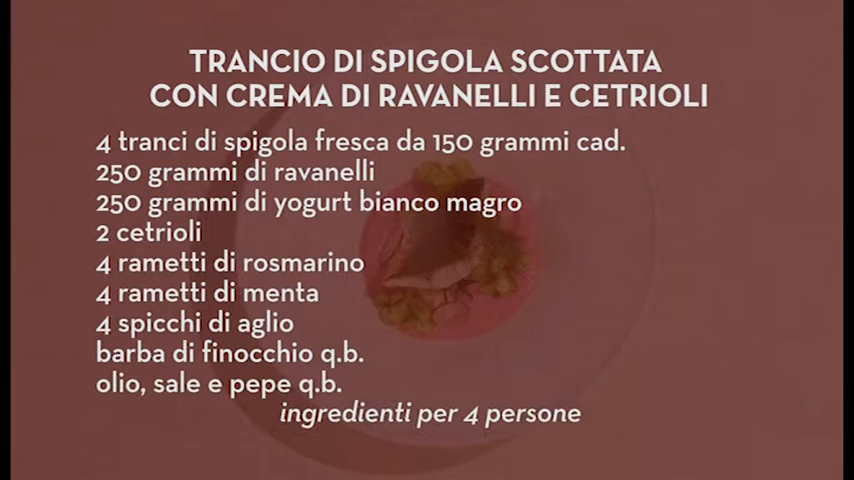 TRANCIO DI SPIGOLA SCOTTATA
CON CREMA DI RAVANELLI E CETRIOLI
4 tranci di spigola fresca da 150 grammi cad.
250 grammi di ravanelli
250 grammi di yogurt bianco magro
2 cetrioli
4 rametti di rosmarino
4 rametti di menta
4 spicchi di aglio
barba di finocchio q.b.
olio, sale e pepe q.b.
ingredienti per 4 persone